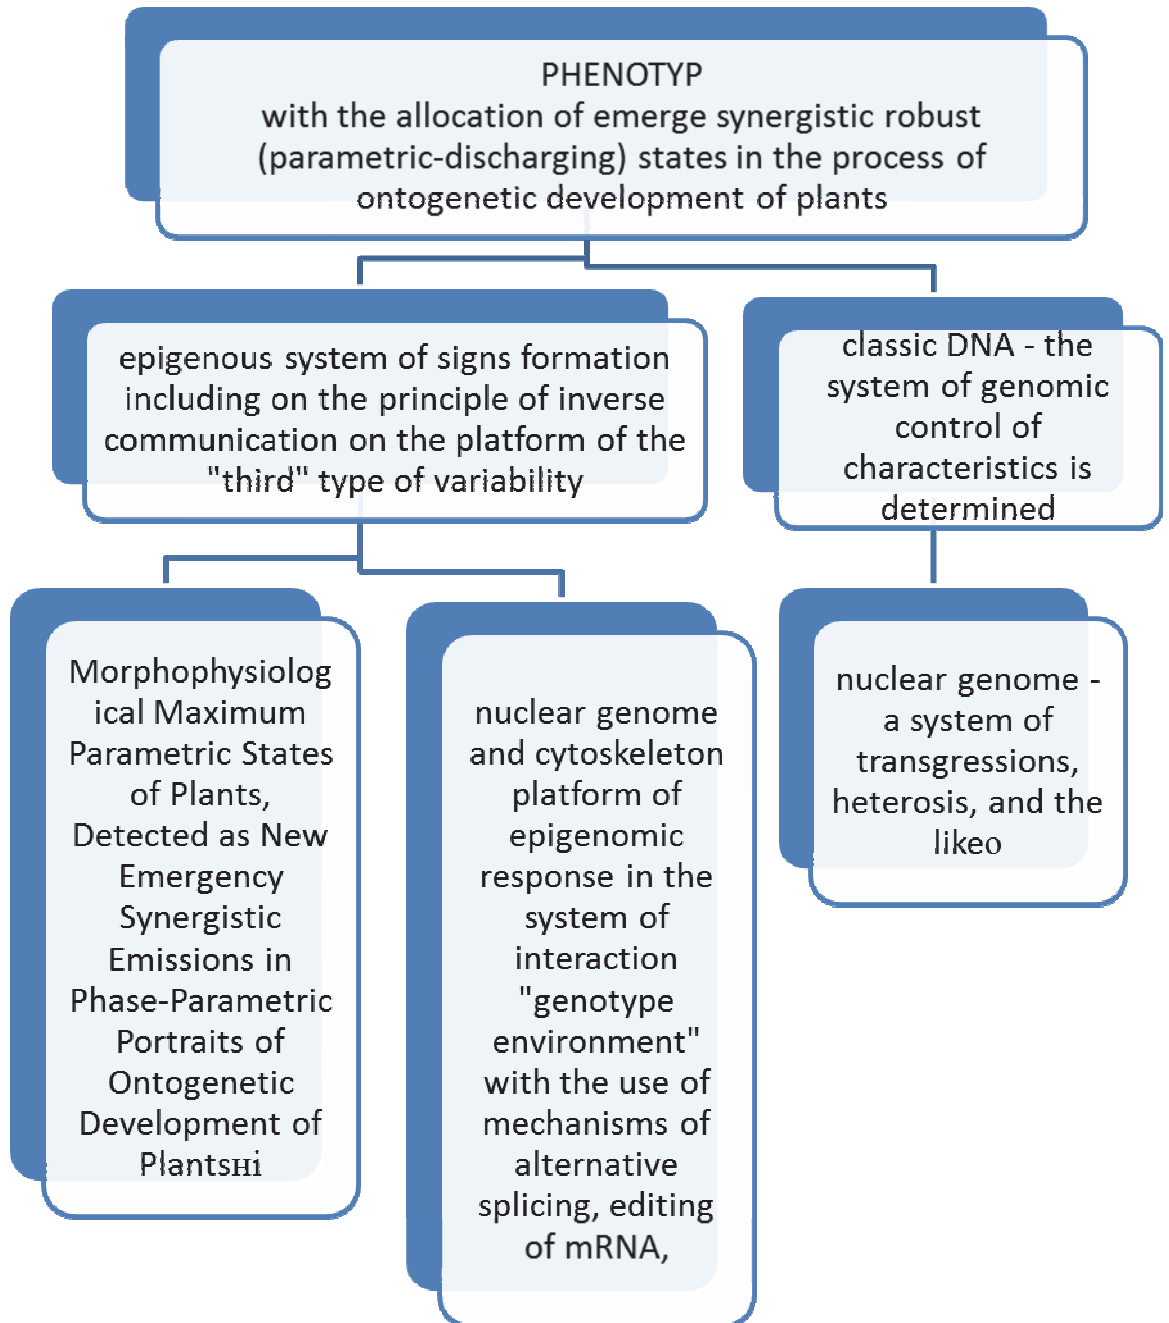 PHENOTYP
with the allocation of emerge synergistic robust
(parametric-discharging) states in the process of
ontogenetic development of plants
epigenous system of signs formation
including on the principle of inverse
communication on the platform of the
"third" type of variability
classic DNA - the
system of genomic
control of
characteristics is
determined
Morphophysiolog
ical Maximum
Parametric States
of Plants,
Detected as New
Emergency
Synergistic
Emissions in
Phase-Parametric
Portraits of
Ontogenetic
Development of
Plantsні
nuclear genome
and cytoskeleton
platform of
epigenomic
response in the
system of
interaction
"genotype
environment"
with the use of
mechanisms of
alternative
splicing, editing
of mRNA,
nuclear genome -
a system of
transgressions,
heterosis, and the
likeо